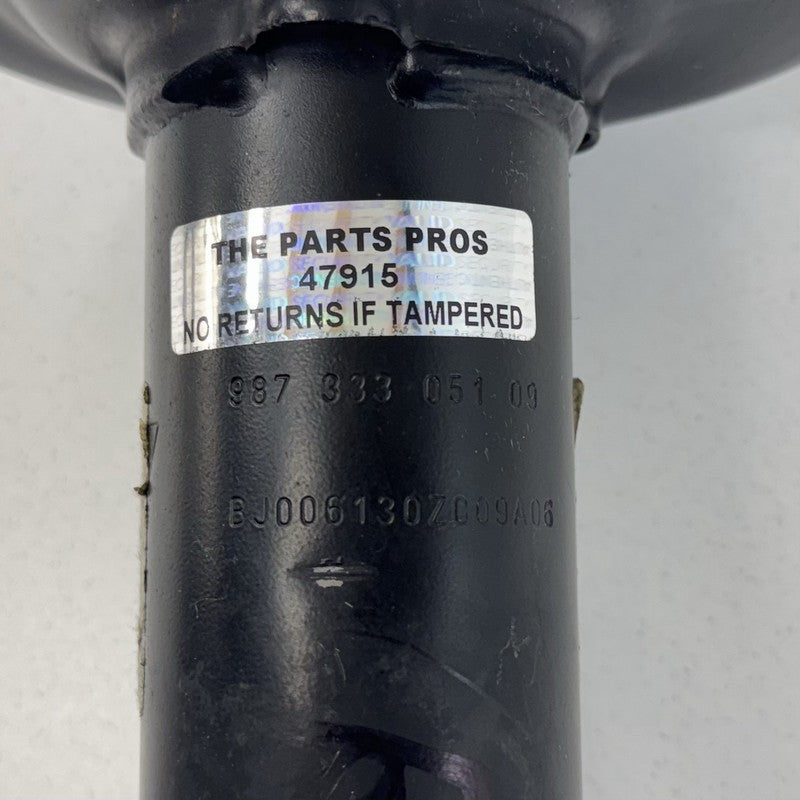 THE PARTS PROS
47915
NO RETURNS IF TAMPERED
987 333 051 09
BJ006130ZC09A06